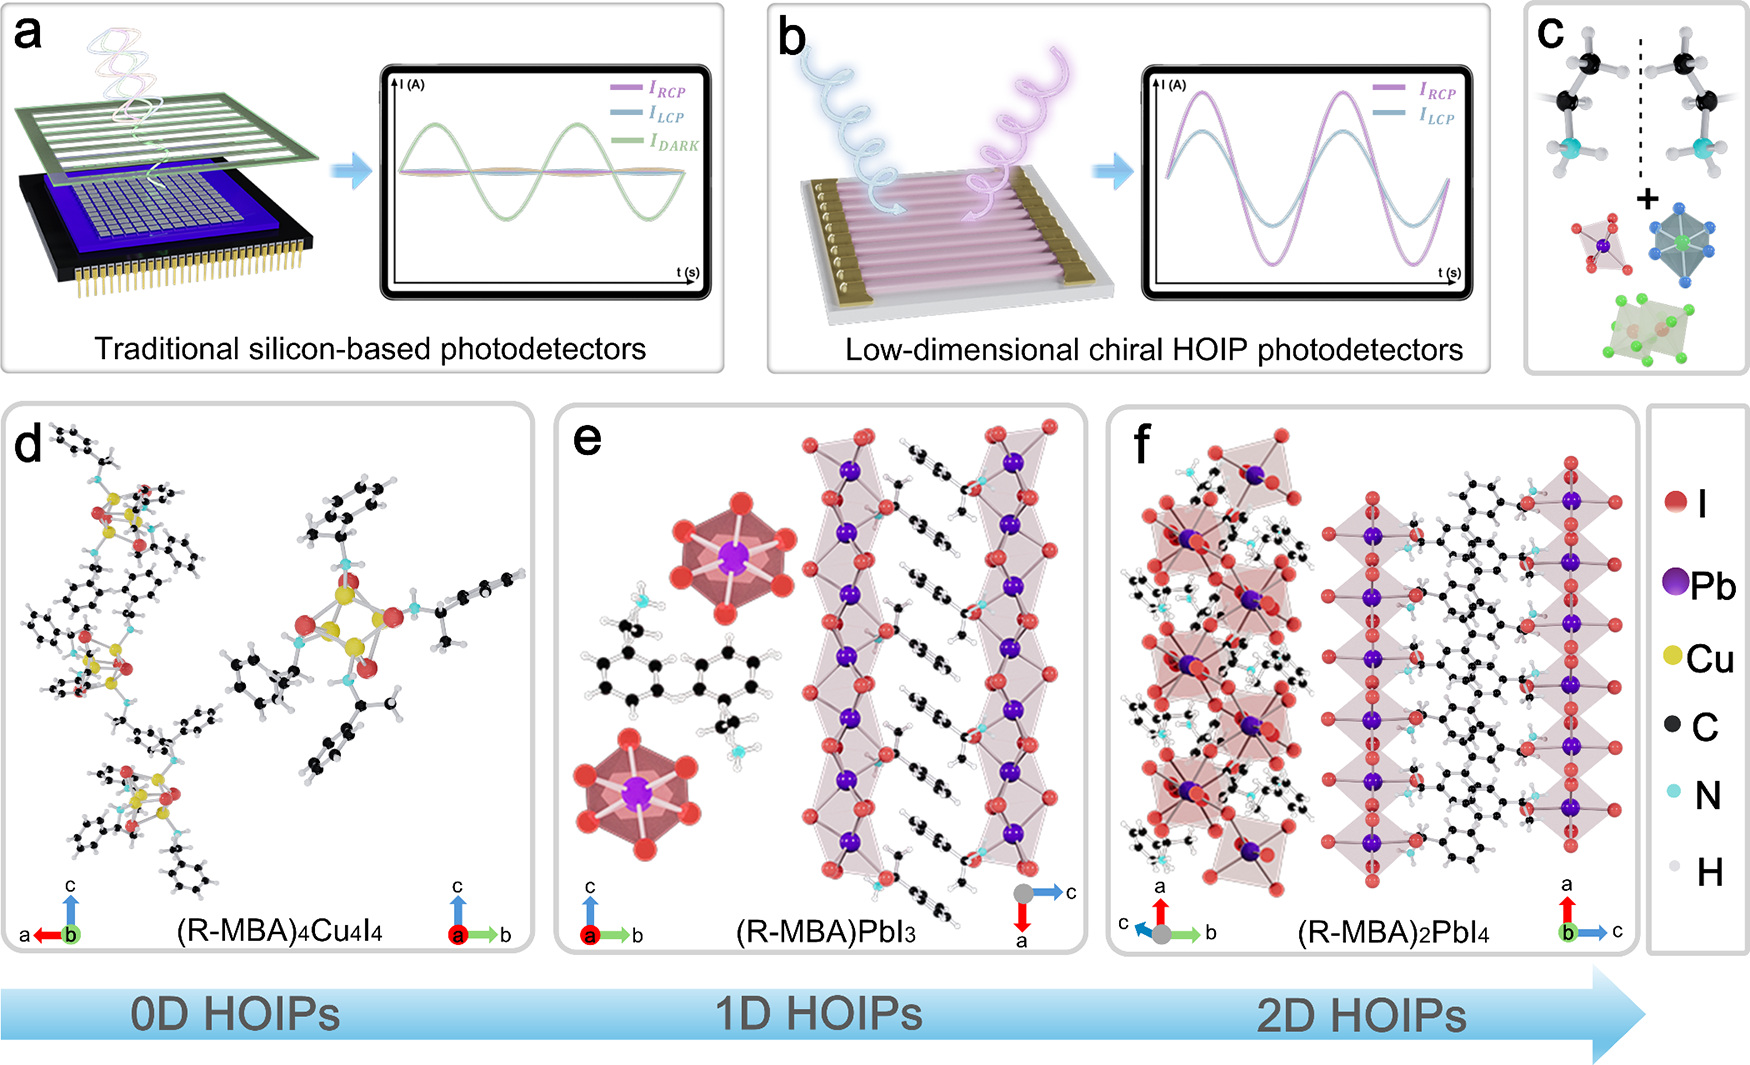 a
I (A)
I_RCP
I_LCP
I_DARK
t (s)
Traditional silicon-based photodetectors
b
I (A)
I_RCP
I_LCP
t (s)
Low-dimensional chiral HOIP photodetectors
c
+
d
c
a
b
c
a
b
(R-MBA)₄Cu₄I₄
e
c
a
b
(R-MBA)PbI₃
c
a
f
a
c
b
(R-MBA)₂PbI₄
a
b
c
I
Pb
Cu
C
N
H
0D HOIPs
1D HOIPs
2D HOIPs